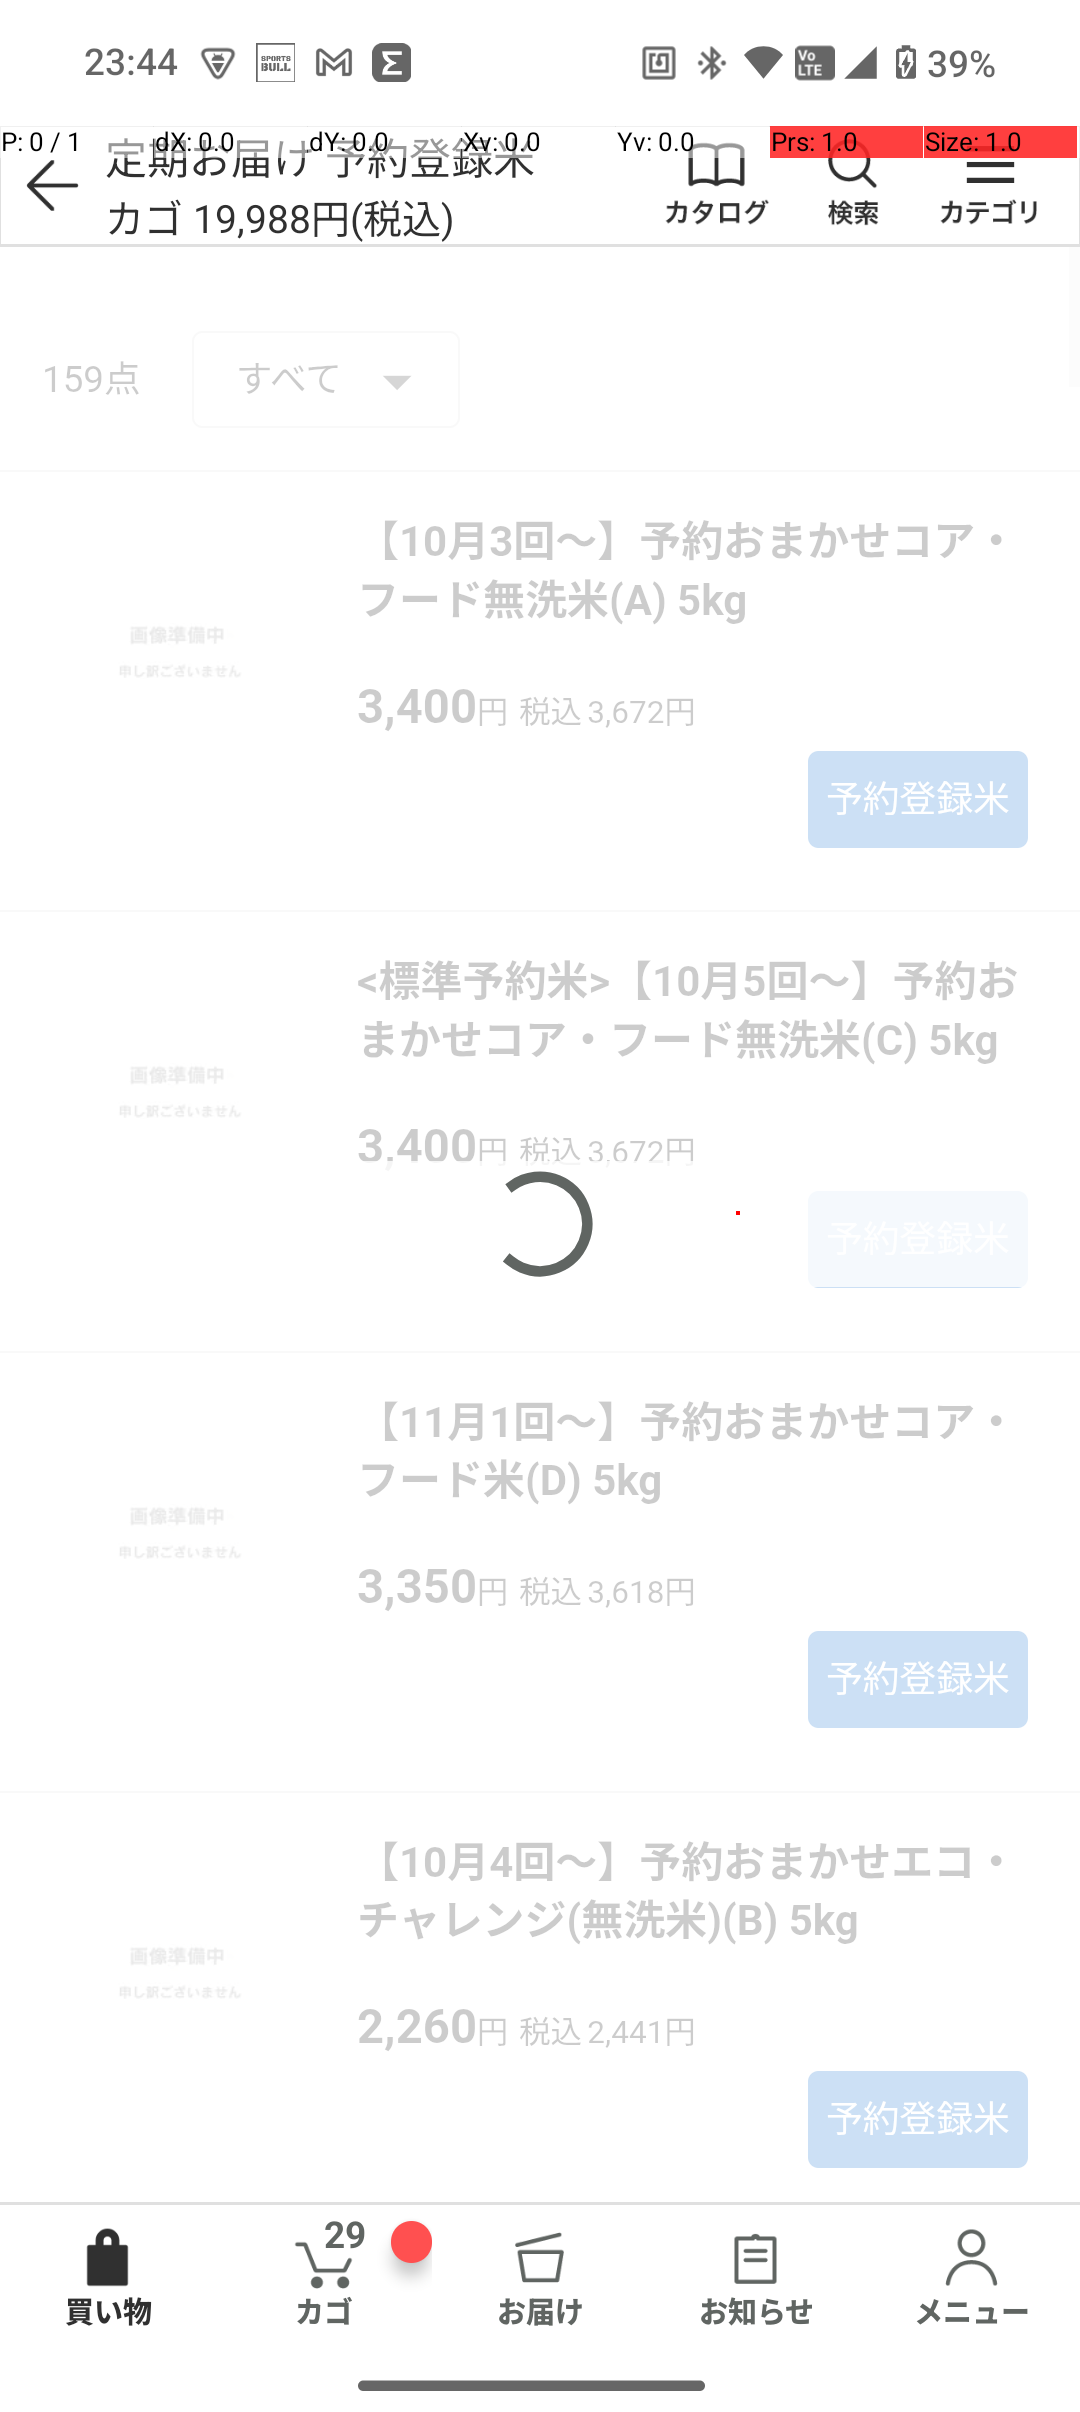 23:44
SPORTS
BULL
Vo
LTE
39%
P: 0 / 1 dX: 0.0 dY: 0.0 Xv: 0.0 Yv: 0.0 Prs: 1.0 Size: 1.0
定期お届け 予約登録米
カゴ 19,988円(税込)
カタログ
検索
カテゴリ
159点
すべて
【10月3回〜】予約おまかせコア・
フード無洗米(A) 5kg
画像準備中
申し訳ございません
3,400円 税込 3,672円
予約登録米
<標準予約米>【10月5回〜】予約お
まかせコア・フード無洗米(C) 5kg
画像準備中
申し訳ございません
3,400円 税込 3,672円
予約登録米
【11月1回〜】予約おまかせコア・
フード米(D) 5kg
画像準備中
申し訳ございません
3,350円 税込 3,618円
予約登録米
【10月4回〜】予約おまかせエコ・
チャレンジ(無洗米)(B) 5kg
画像準備中
申し訳ございません
2,260円 税込 2,441円
予約登録米
買い物
29
カゴ
お届け
お知らせ
メニュー